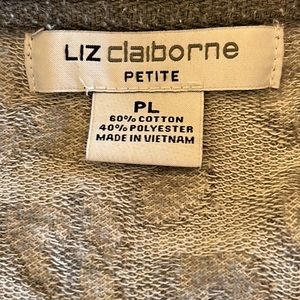 LIZ claiborne
PETITE
PL
60% COTTON
40% POLYESTER
MADE IN VIETNAM